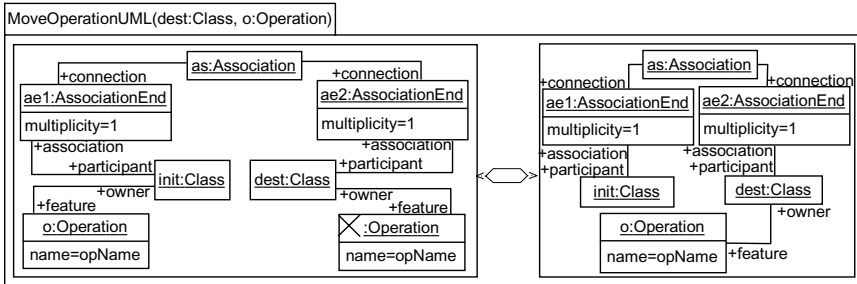 MoveOperationUML(dest:Class, o:Operation)
as:Association
+connection
+connection
ae1:AssociationEnd
multiplicity=1
ae2:AssociationEnd
multiplicity=1
+association
+association
+participant
+participant
init:Class
dest:Class
+owner
+owner
+feature
+feature
o:Operation
name=opName
:Operation
name=opName
as:Association
+connection
+connection
ae1:AssociationEnd
multiplicity=1
ae2:AssociationEnd
multiplicity=1
+association
+association
+participant
+participant
init:Class
dest:Class
+owner
o:Operation
name=opName
+feature